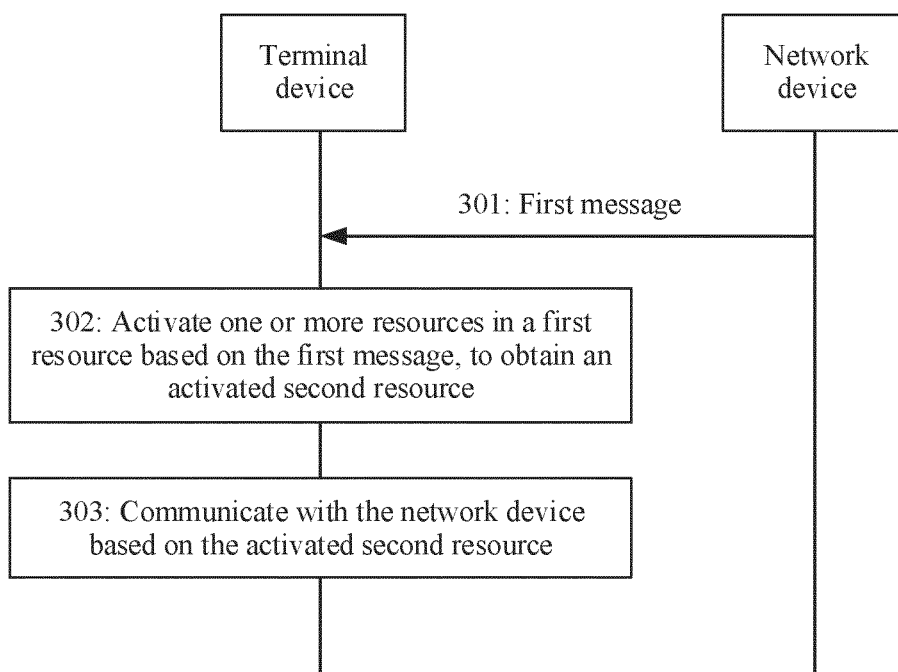 Terminal
device
Network
device
301: First message
302: Activate one or more resources in a first
resource based on the first message, to obtain an
activated second resource
303: Communicate with the network device
based on the activated second resource